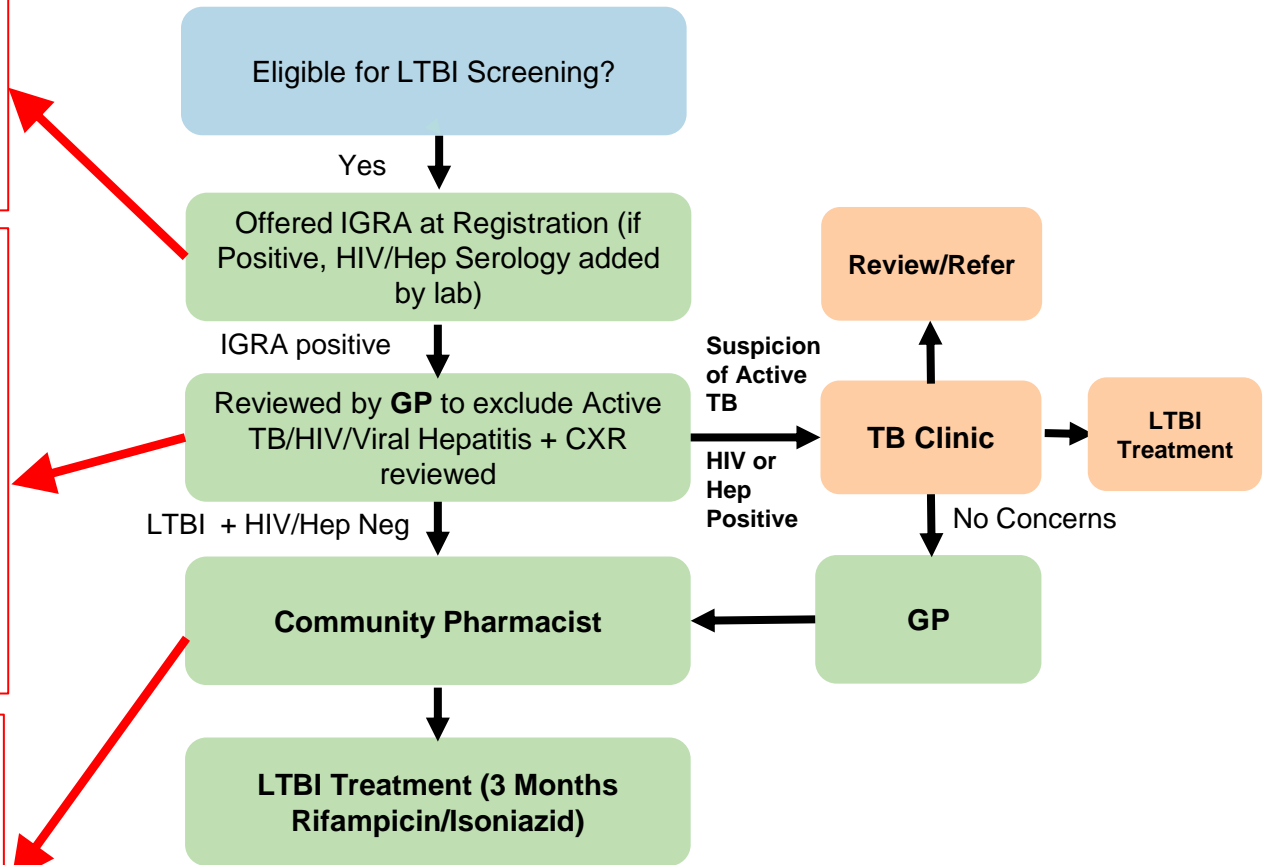 Eligible for LTBI Screening?
Yes
Offered IGRA at Registration (if
Positive, HIV/Hep Serology added
by lab)
IGRA positive
Reviewed by GP to exclude Active
TB/HIV/Viral Hepatitis + CXR
reviewed
Suspicion
of Active
TB
HIV or
Hep
Positive
Review/Refer
TB Clinic
LTBI
Treatment
No Concerns
GP
LTBI + HIV/Hep Neg
Community Pharmacist
LTBI Treatment (3 Months
Rifampicin/Isoniazid)